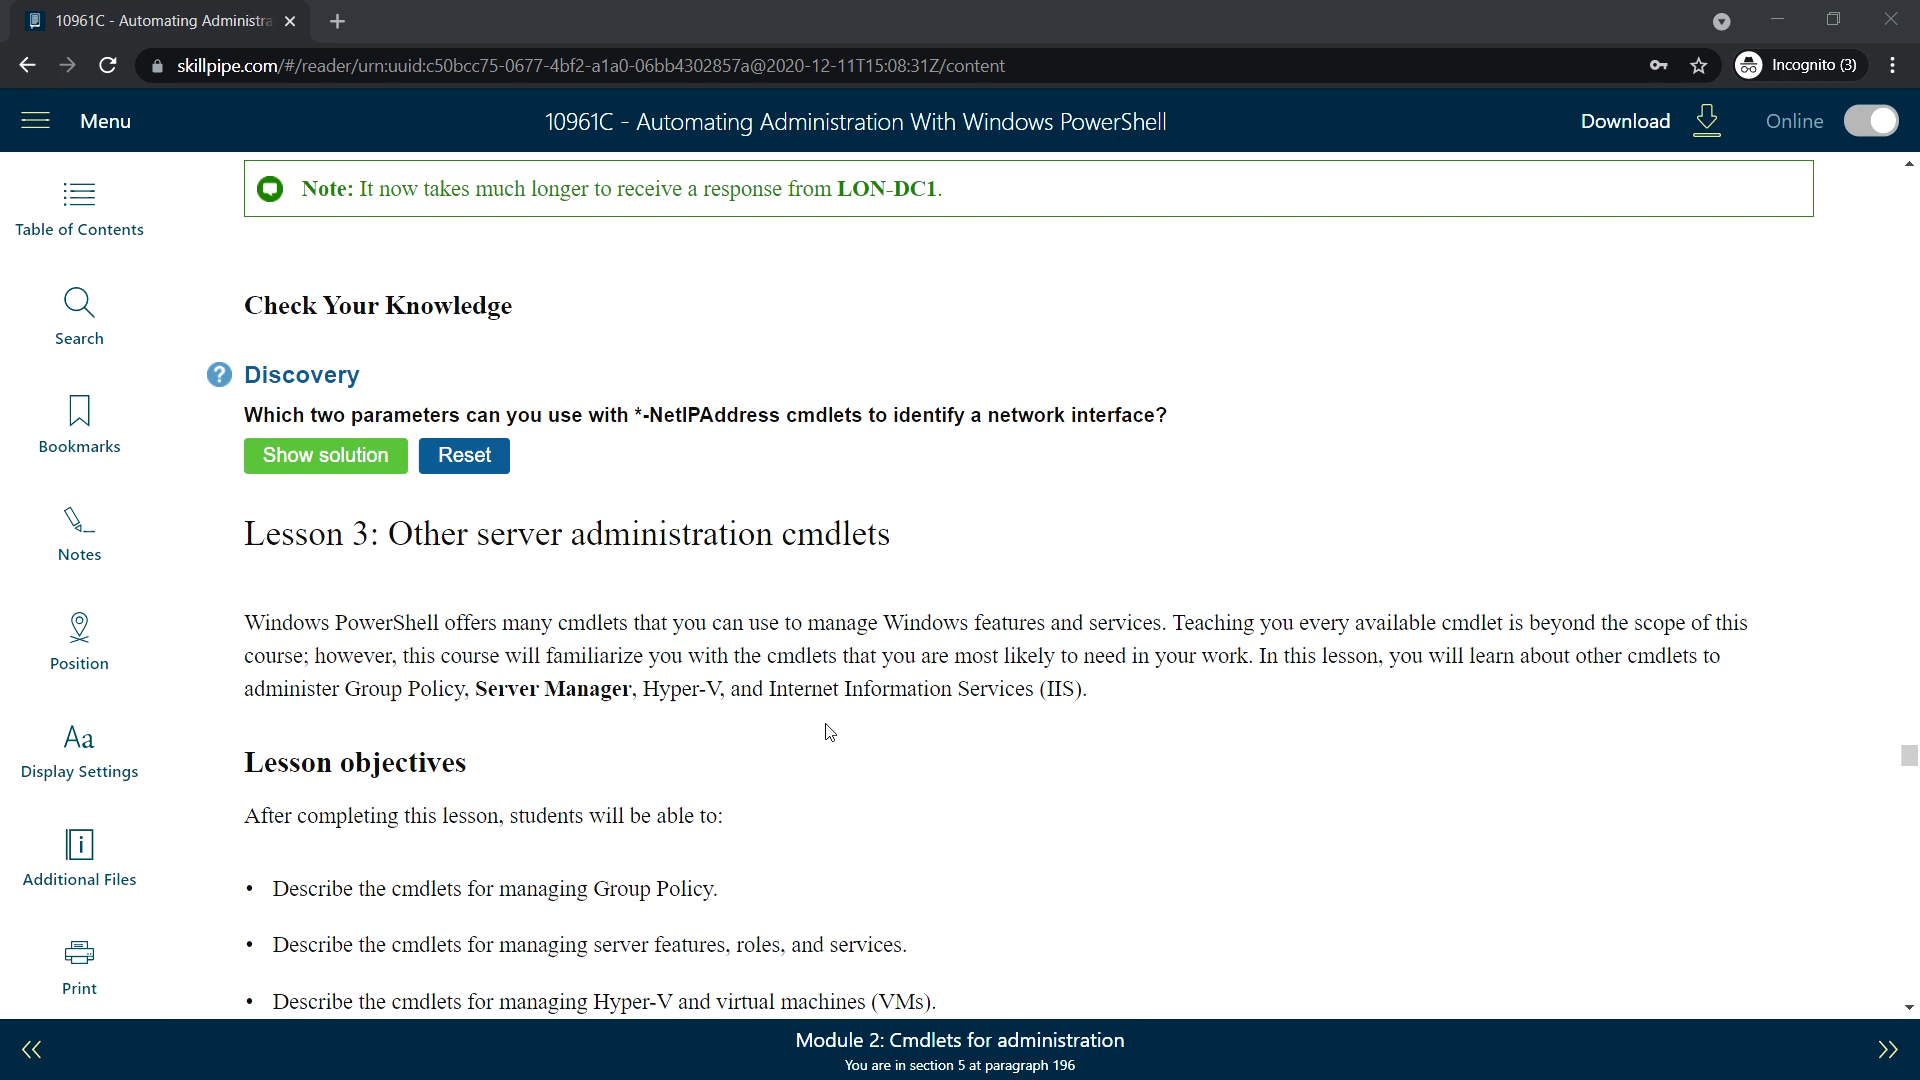 10961C - Automating Administra
skillpipe.com/#/reader/urn:uuid:c50bcc75-0677-4bf2-a1a0-06bb4302857a@2020-12-11T15:08:31Z/content
Incognito (3)
Menu
10961C - Automating Administration With Windows PowerShell
Download
Online
Table of Contents
Search
Bookmarks
Notes
Position
Aa
Display Settings
Additional Files
Print
Note: It now takes much longer to receive a response from LON-DC1.
Check Your Knowledge
? Discovery
Which two parameters can you use with *-NetIPAddress cmdlets to identify a network interface?
Show solution
Reset
Lesson 3: Other server administration cmdlets
Windows PowerShell offers many cmdlets that you can use to manage Windows features and services. Teaching you every available cmdlet is beyond the scope of this
course; however, this course will familiarize you with the cmdlets that you are most likely to need in your work. In this lesson, you will learn about other cmdlets to
administer Group Policy, Server Manager, Hyper-V, and Internet Information Services (IIS).
Lesson objectives
After completing this lesson, students will be able to:
• Describe the cmdlets for managing Group Policy.
• Describe the cmdlets for managing server features, roles, and services.
• Describe the cmdlets for managing Hyper-V and virtual machines (VMs).
Module 2: Cmdlets for administration
You are in section 5 at paragraph 196